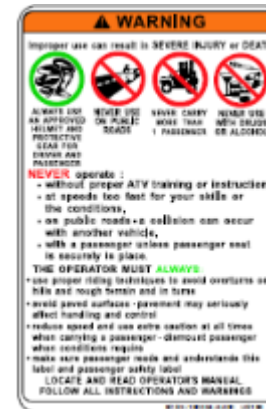 WARNING
Improper use can result in SEVERE INJURY or DEATH
ALWAYS USE
AN APPROVED
HELMET AND
PROTECTIVE
GEAR FOR
DRIVER AND
PASSENGER
NEVER USE
ON PUBLIC
ROADS
NEVER CARRY
MORE THAN
1 PASSENGER
NEVER USE
WITH DRUGS
OR ALCOHOL
NEVER operate :
- without proper ATV training or instruction
- at speeds too fast for your skills or
the conditions,
- on public roads - a collision can occur
with another vehicle,
- with a passenger unless passenger seat
is securely in place.
THE OPERATOR MUST ALWAYS:
• use proper riding techniques to avoid overturns on
hills and rough terrain and in turns
• avoid paved surfaces - pavement may seriously
affect handling and control
• reduce speed and use extra caution at all times
when carrying a passenger - dismount passenger
when conditions require
• make sure passenger reads and understands this
label and passenger safety label
LOCATE AND READ OPERATOR'S MANUAL
FOLLOW ALL INSTRUCTIONS AND WARNINGS